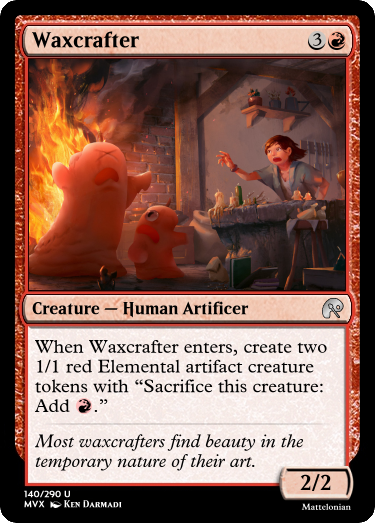 Waxcrafter 3
Creature — Human Artificer
When Waxcrafter enters, create two
1/1 red Elemental artifact creature
tokens with “Sacrifice this creature:
Add .”
Most waxcrafters find beauty in the
temporary nature of their art.
2/2
140/290 U
MVX Ken Darmadi
Mattelonian